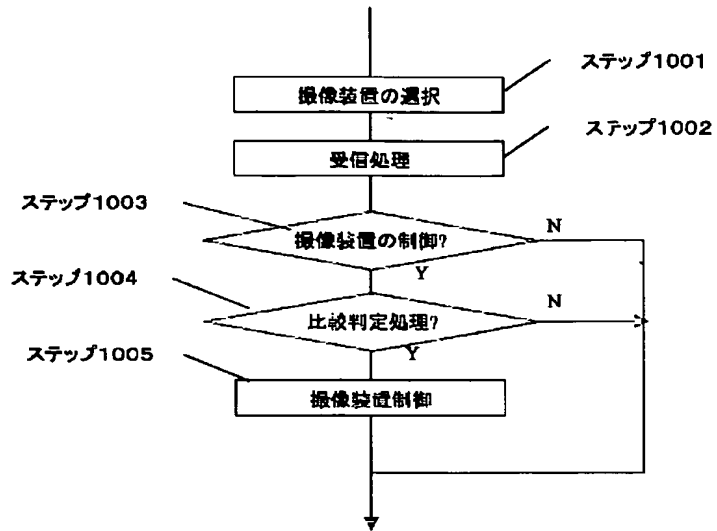 ステップ1001
撮像装置の選択
ステップ1002
受信処理
ステップ1003
撮像装置の制御?
N
Y
ステップ1004
比較判定処理?
N
Y
ステップ1005
撮像装置制御